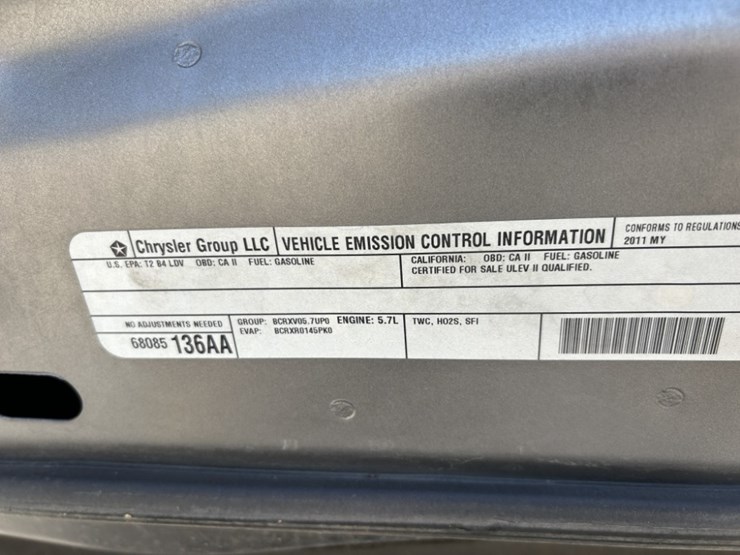 Chrysler Group LLC VEHICLE EMISSION CONTROL INFORMATION CONFORMS TO REGULATIONS
2011 MY
U.S. EPA: T2 B4 LDV OBD: CA II FUEL: GASOLINE
CALIFORNIA: OBD: CA II FUEL: GASOLINE
CERTIFIED FOR SALE ULEV II QUALIFIED.
NO ADJUSTMENTS NEEDED
68085 136AA
GROUP: BCRXV05.7UP0 ENGINE: 5.7L
EVAP: BCRXR0145PK0
TWC, HO2S, SFI